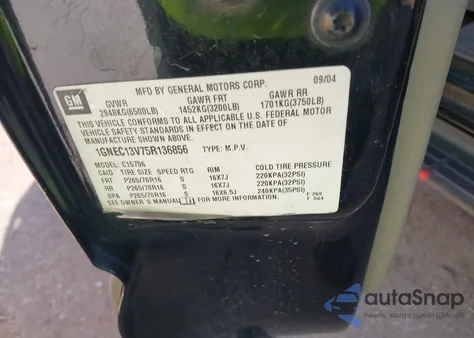 GM
MFD BY GENERAL MOTORS CORP.
09/04
GVWR GAWR FRT GAWR RR
2948KG(6500LB) 1452KG(3200LB) 1701KG(3750LB)
THIS VEHICLE CONFORMS TO ALL APPLICABLE U.S. FEDERAL MOTOR
VEHICLE SAFETY STANDARDS IN EFFECT ON THE DATE OF
MANUFACTURE SHOWN ABOVE.
1GNEC13V75R136856 TYPE: M.P.V.
MODEL: C15706
TIRE SIZE SPEED RTG RIM COLD TIRE PRESSURE
FRT P265/70R16 S 16X7J 220KPA(32PSI)
RR P265/70R16 S 16X7J 220KPA(32PSI)
SPA P265/70R16 S 16X6.5J 240KPA(35PSI)
SEE OWNER'S MANUAL
F 269
T 564
autoSnap